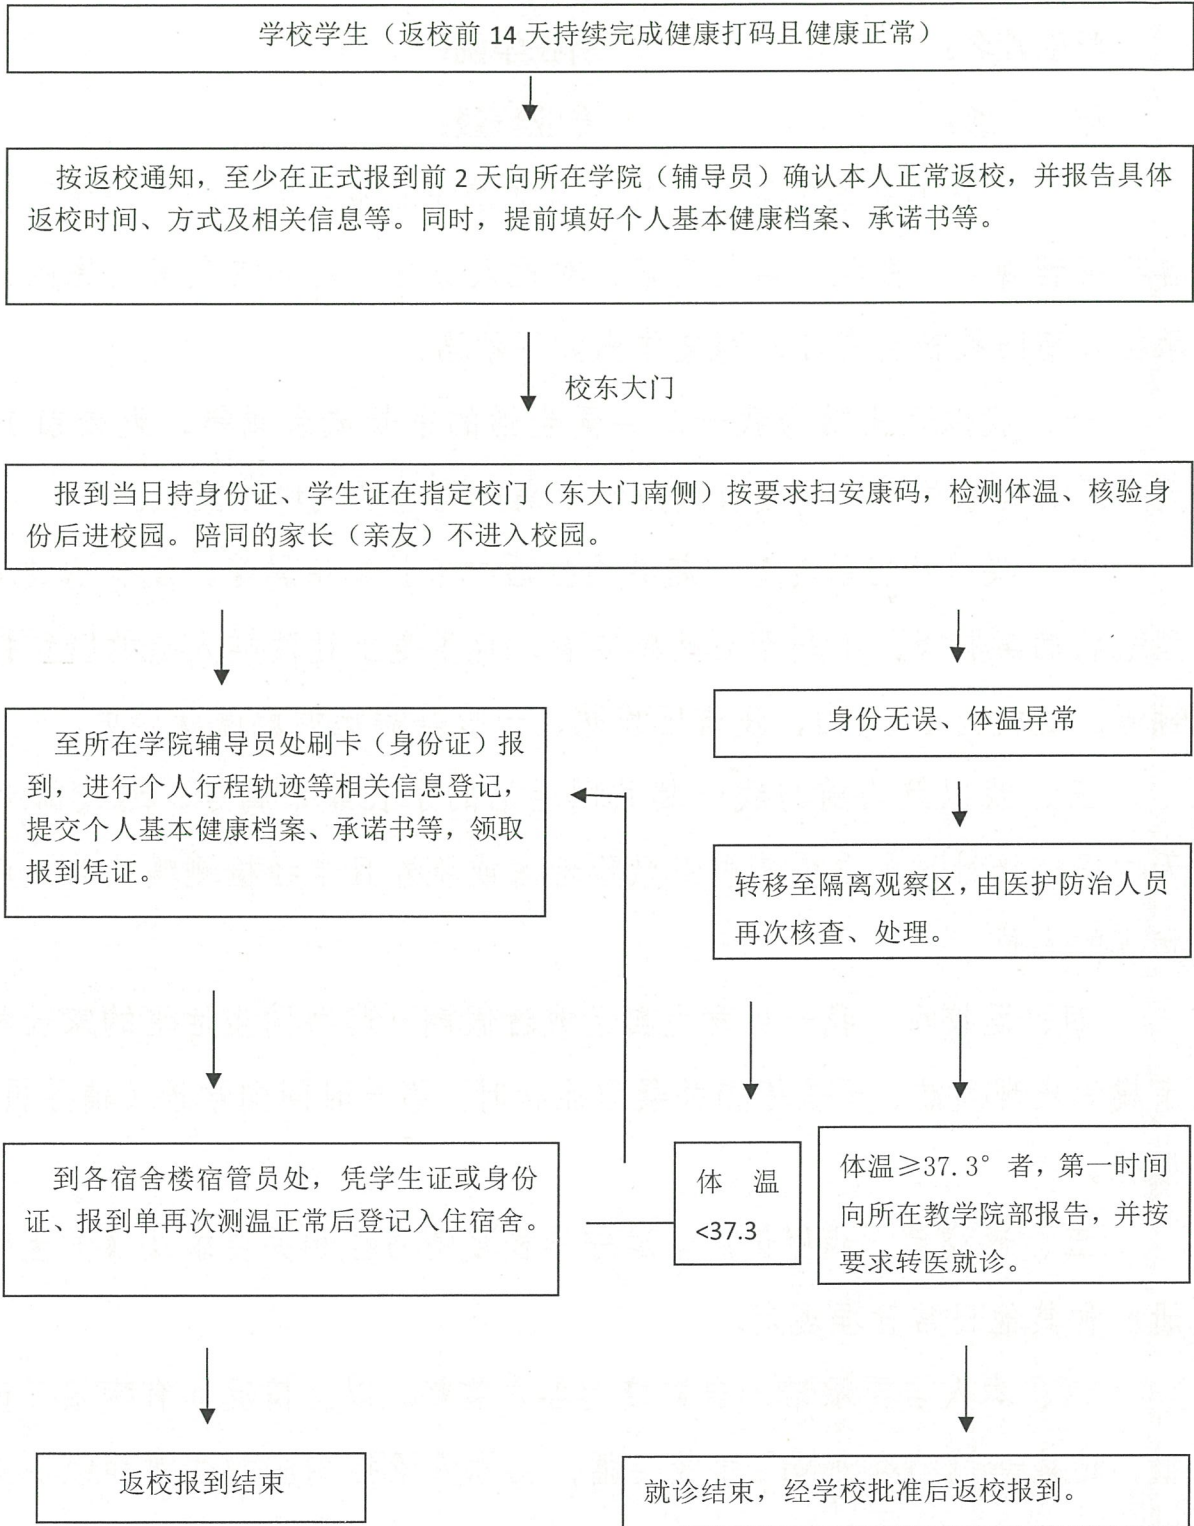 学校学生（返校前 14 天持续完成健康打码且健康正常）
按返校通知，至少在正式报到前 2 天向所在学院（辅导员）确认本人正常返校，并报告具体
返校时间、方式及相关信息等。同时，提前填好个人基本健康档案、承诺书等。
校东大门
报到当日持身份证、学生证在指定校门（东大门南侧）按要求扫安康码，检测体温、核验身
份后进校园。陪同的家长（亲友）不进入校园。
至所在学院辅导员处刷卡（身份证）报
到，进行个人行程轨迹等相关信息登记，
提交个人基本健康档案、承诺书等，领取
报到凭证。
身份无误、体温异常
转移至隔离观察区，由医护防治人员
再次核查、处理。
到各宿舍楼宿管员处，凭学生证或身份
证、报到单再次测温正常后登记入住宿舍。
体 温
<37.3
体温≥37.3°者，第一时间
向所在教学院部报告，并按
要求转医就诊。
返校报到结束
就诊结束，经学校批准后返校报到。